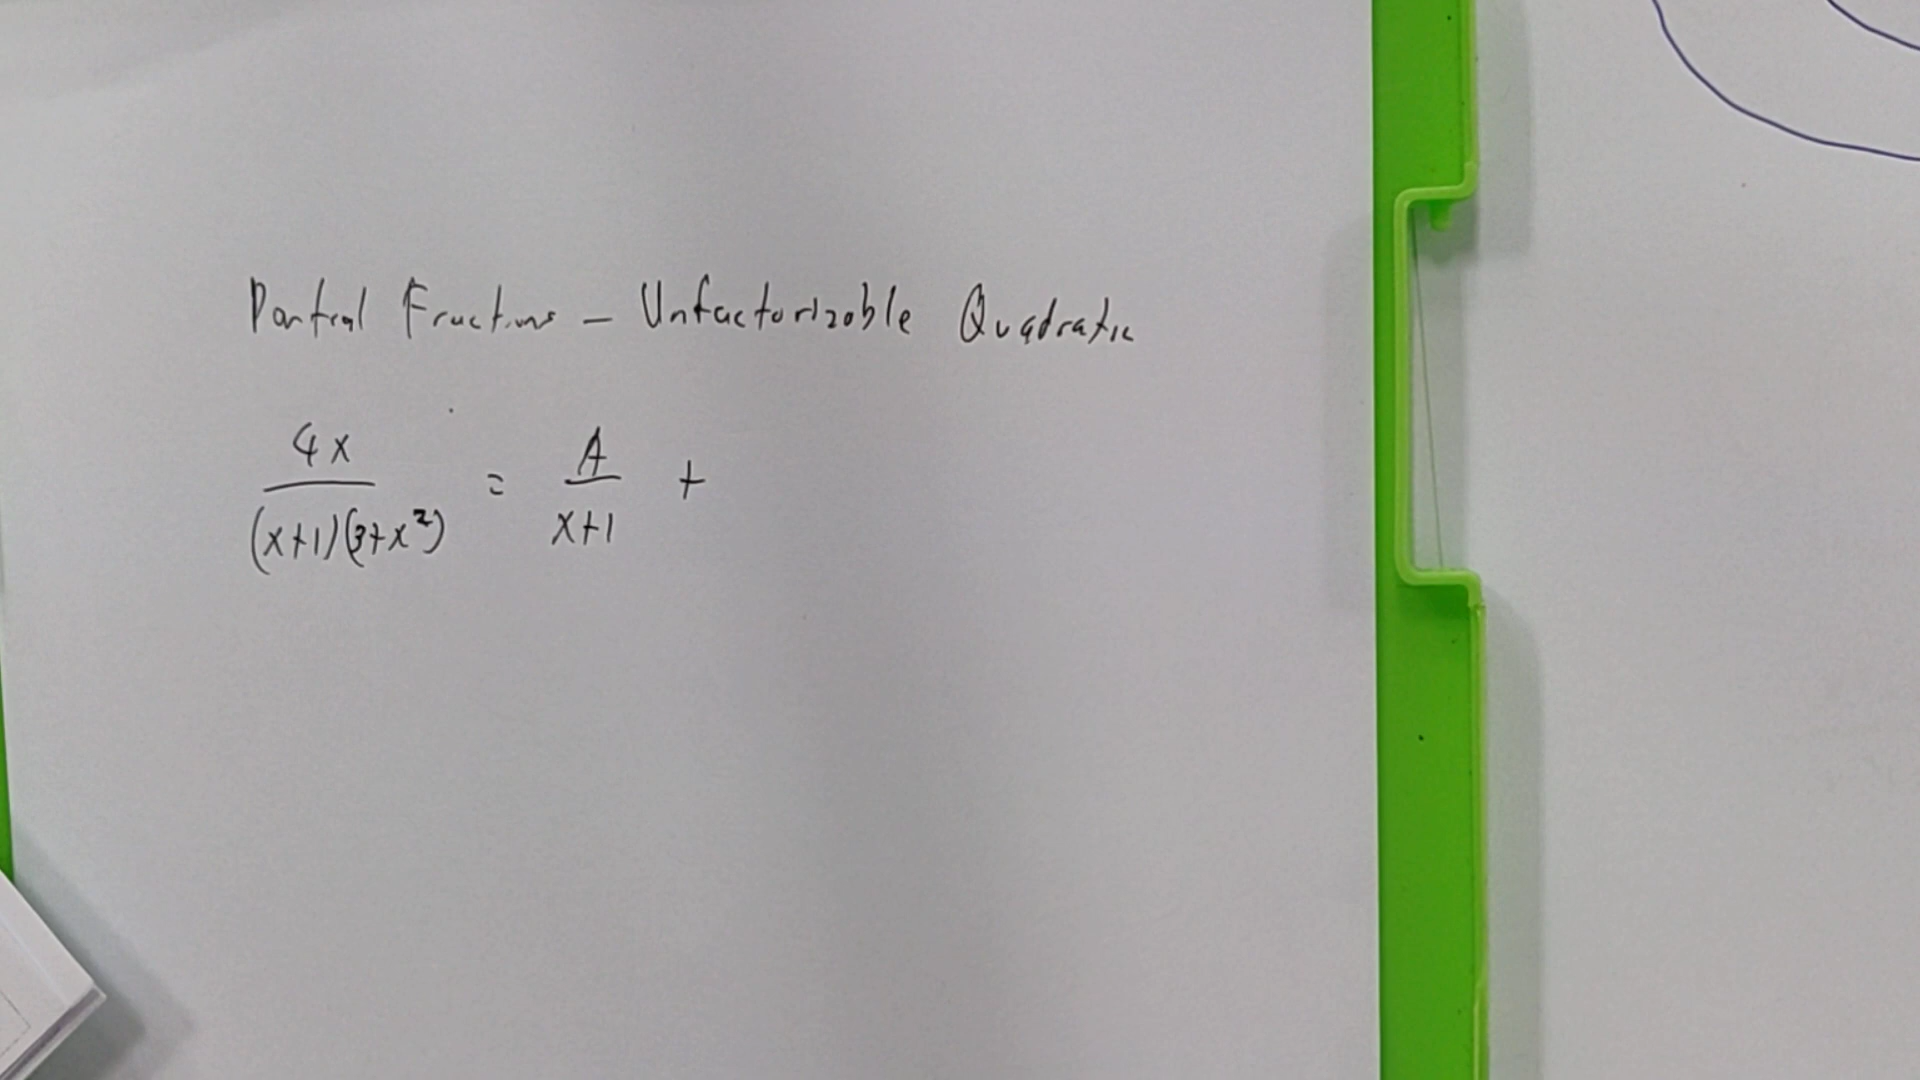 Partial Fractions – Unfactorizable Quadratic
4x / (x+1)(3+x²) = A / x+1 +